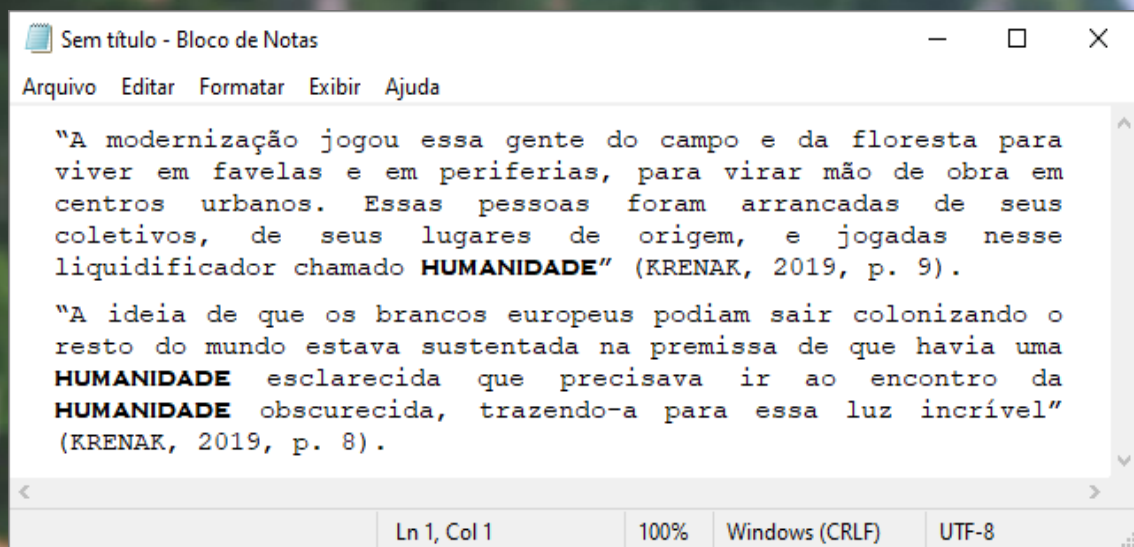 Sem título - Bloco de Notas
Arquivo Editar Formatar Exibir Ajuda
“A modernização jogou essa gente do campo e da floresta para
viver em favelas e em periferias, para virar mão de obra em
centros urbanos. Essas pessoas foram arrancadas de seus
coletivos, de seus lugares de origem, e jogadas nesse
liquidificador chamado HUMANIDADE” (KRENAK, 2019, p. 9).
“A ideia de que os brancos europeus podiam sair colonizando o
resto do mundo estava sustentada na premissa de que havia uma
HUMANIDADE esclarecida que precisava ir ao encontro da
HUMANIDADE obscurecida, trazendo-a para essa luz incrível”
(KRENAK, 2019, p. 8).
Ln 1, Col 1 100% Windows (CRLF) UTF-8